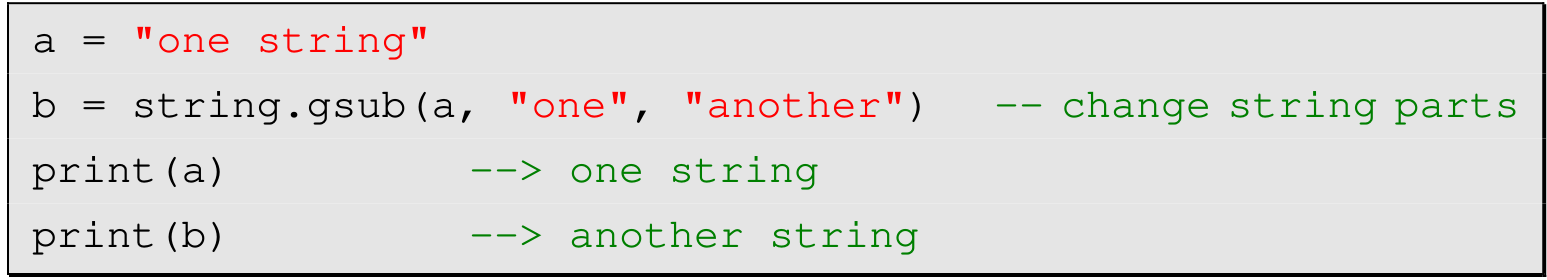 a = "one string"
b = string.gsub(a, "one", "another")   -- change string parts
print(a)          --> one string
print(b)          --> another string